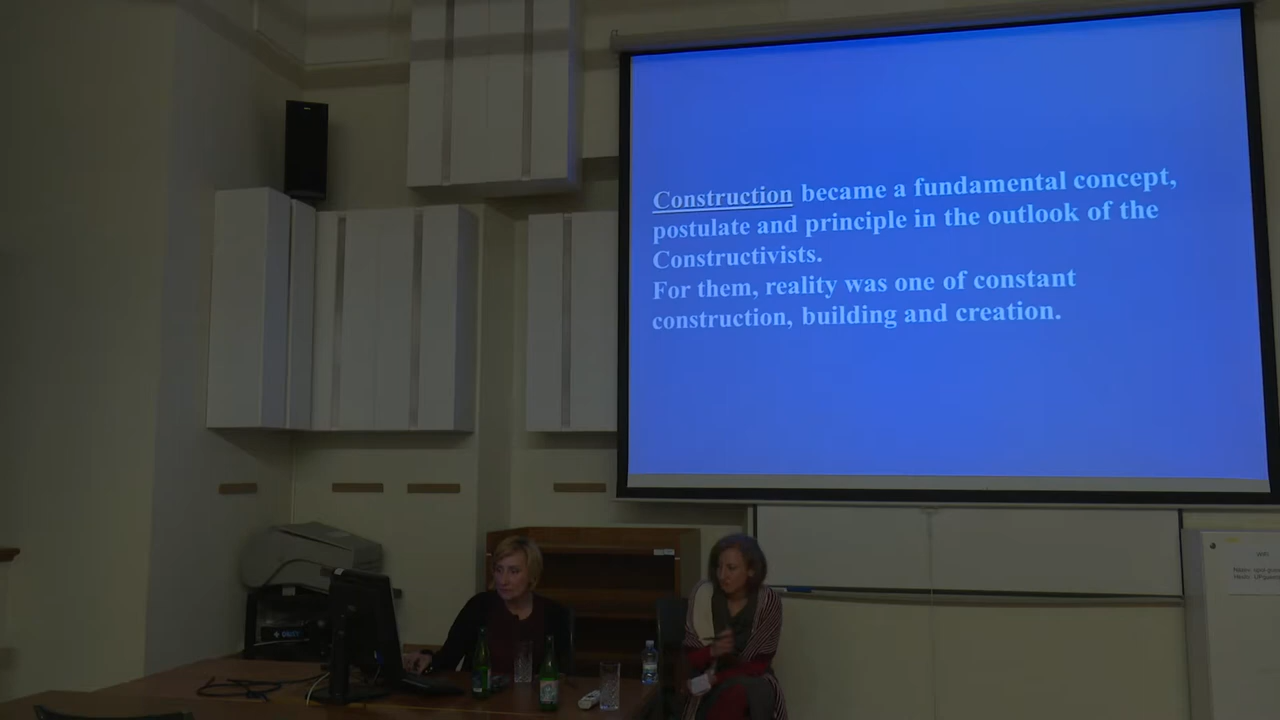 Construction became a fundamental concept,
postulate and principle in the outlook of the
Constructivists.
For them, reality was one of constant
construction, building and creation.